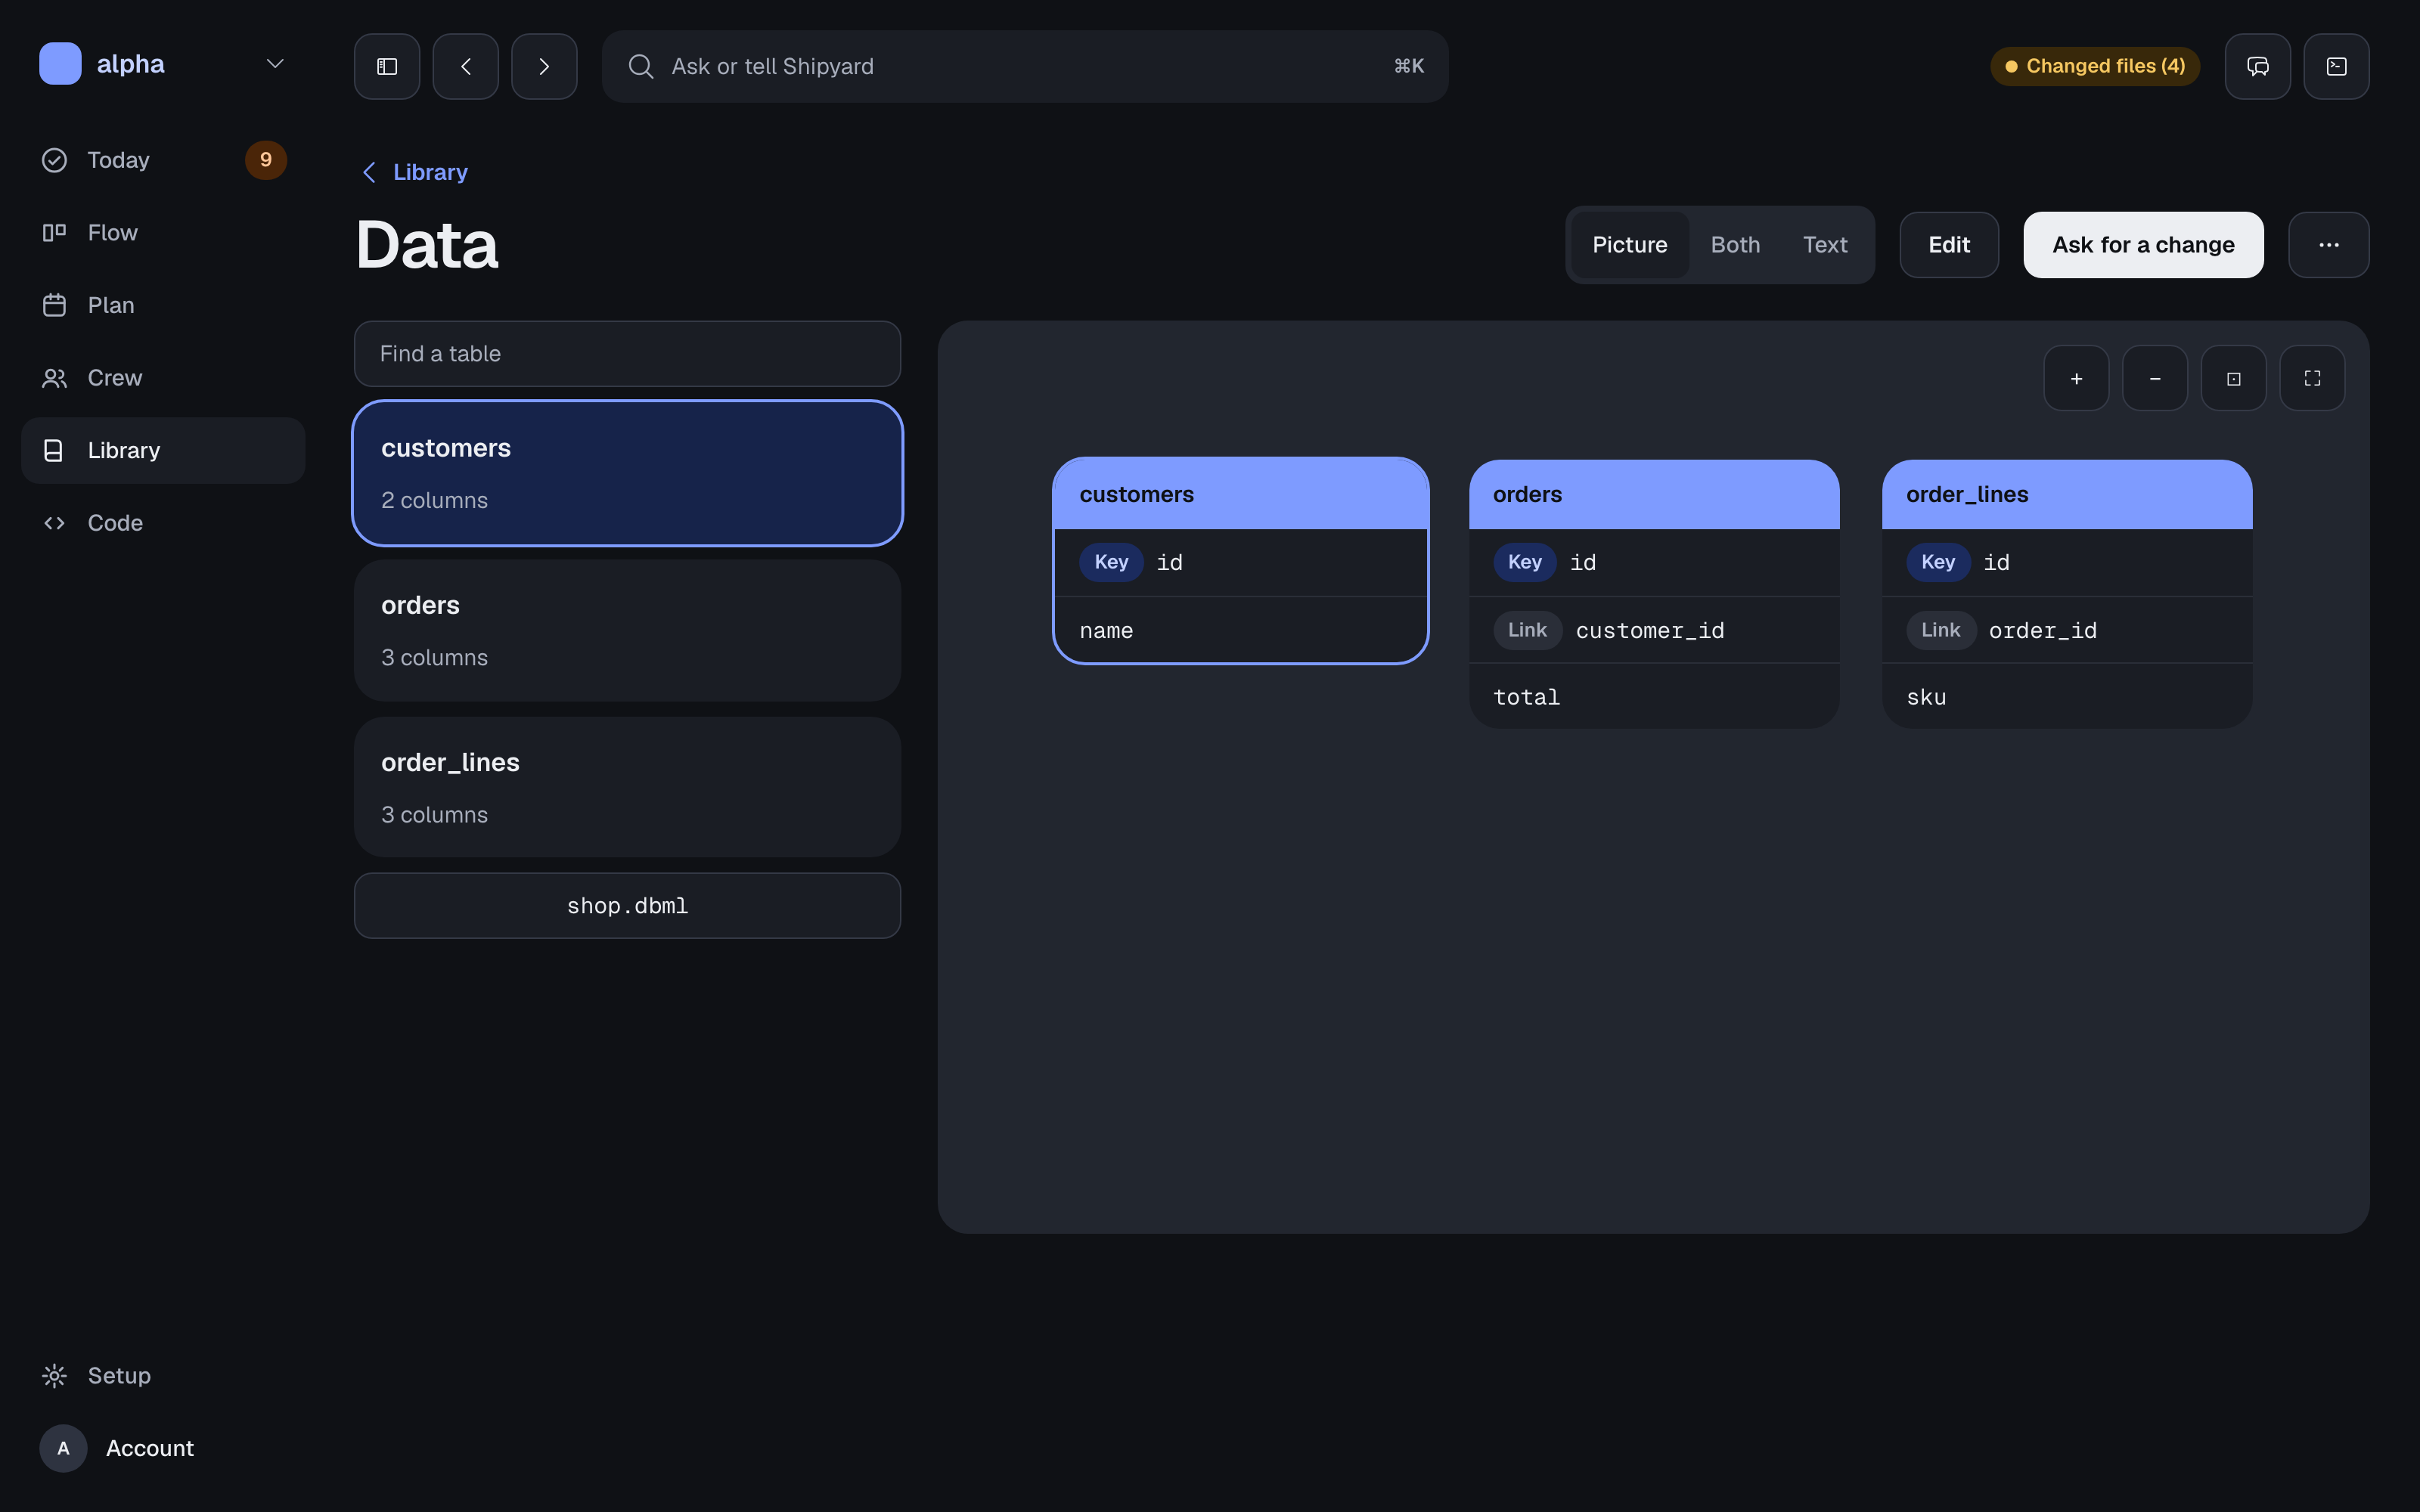 alpha
Ask or tell Shipyard ⌘K
Changed files (4)
Today 9
Flow
Plan
Crew
Library
Code
Setup
A Account
Library
Data
Picture Both Text
Edit
Ask for a change
Find a table
customers
2 columns
orders
3 columns
order_lines
3 columns
shop.dbml
customers
Key id
name
orders
Key id
Link customer_id
total
order_lines
Key id
Link order_id
sku